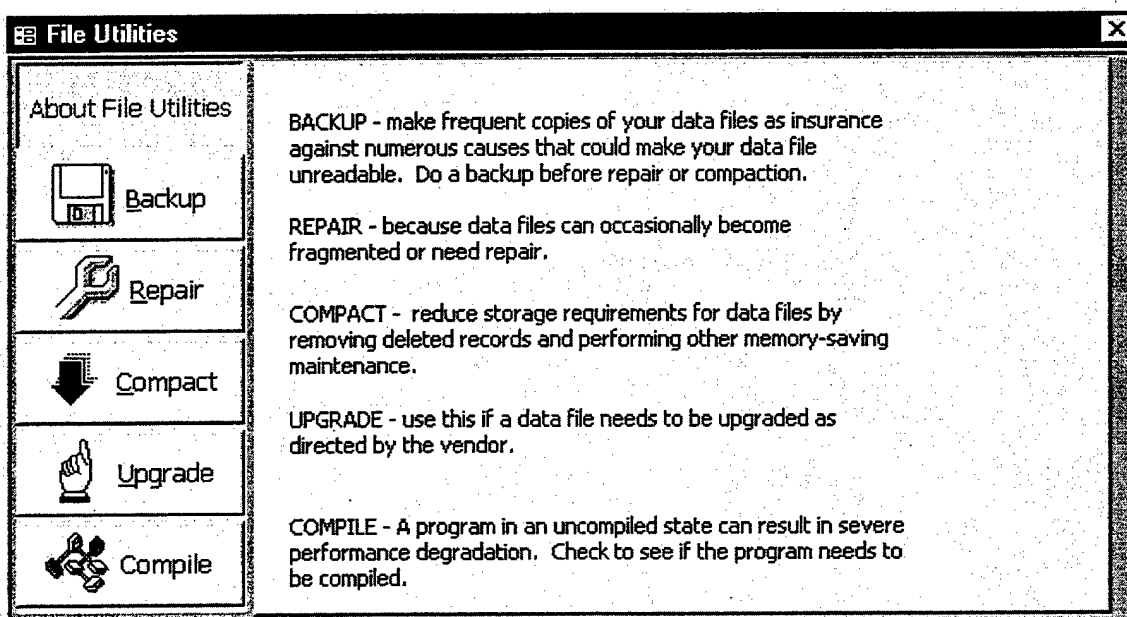 File Utilities
About File Utilities
Backup
Repair
Compact
Upgrade
Compile
BACKUP - make frequent copies of your data files as insurance
against numerous causes that could make your data file
unreadable. Do a backup before repair or compaction.
REPAIR - because data files can occasionally become
fragmented or need repair.
COMPACT - reduce storage requirements for data files by
removing deleted records and performing other memory-saving
maintenance.
UPGRADE - use this if a data file needs to be upgraded as
directed by the vendor.
COMPILE - A program in an uncompiled state can result in severe
performance degradation. Check to see if the program needs to
be compiled.